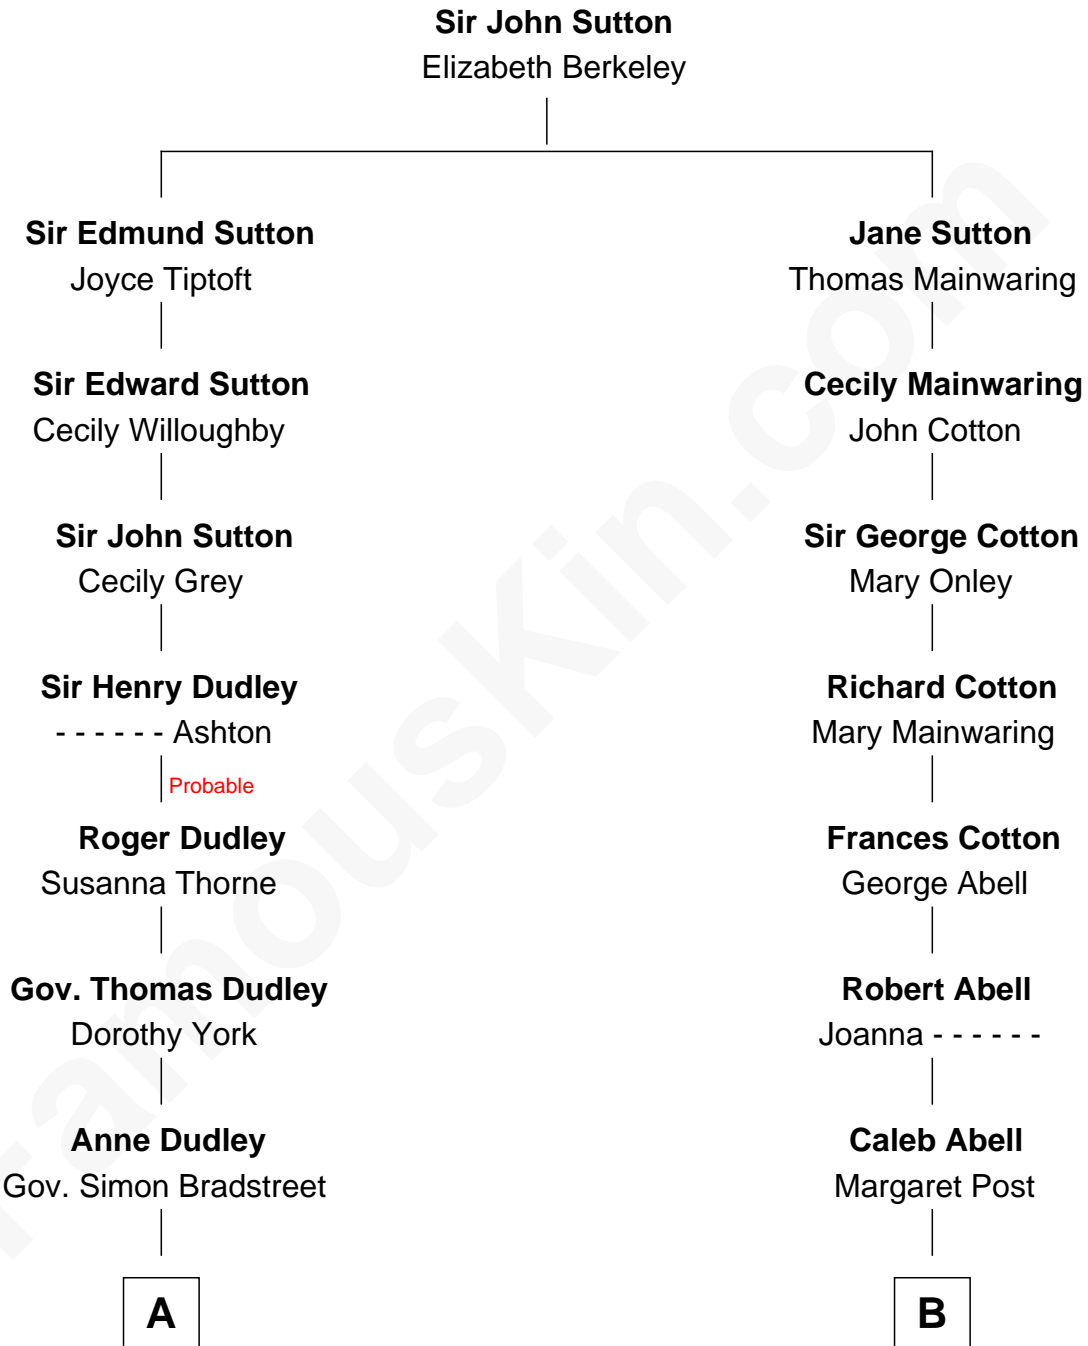 Sir John Sutton
Elizabeth Berkeley
Sir Edmund Sutton
Joyce Tiptoft
Jane Sutton
Thomas Mainwaring
Sir Edward Sutton
Cecily Willoughby
Cecily Mainwaring
John Cotton
Sir John Sutton
Cecily Grey
Sir George Cotton
Mary Onley
Sir Henry Dudley
- - - - - - Ashton
Richard Cotton
Mary Mainwaring
Probable
Roger Dudley
Susanna Thorne
Frances Cotton
George Abell
Gov. Thomas Dudley
Dorothy York
Robert Abell
Joanna - - - - - -
Anne Dudley
Gov. Simon Bradstreet
Caleb Abell
Margaret Post
A
B
FamousKin.com